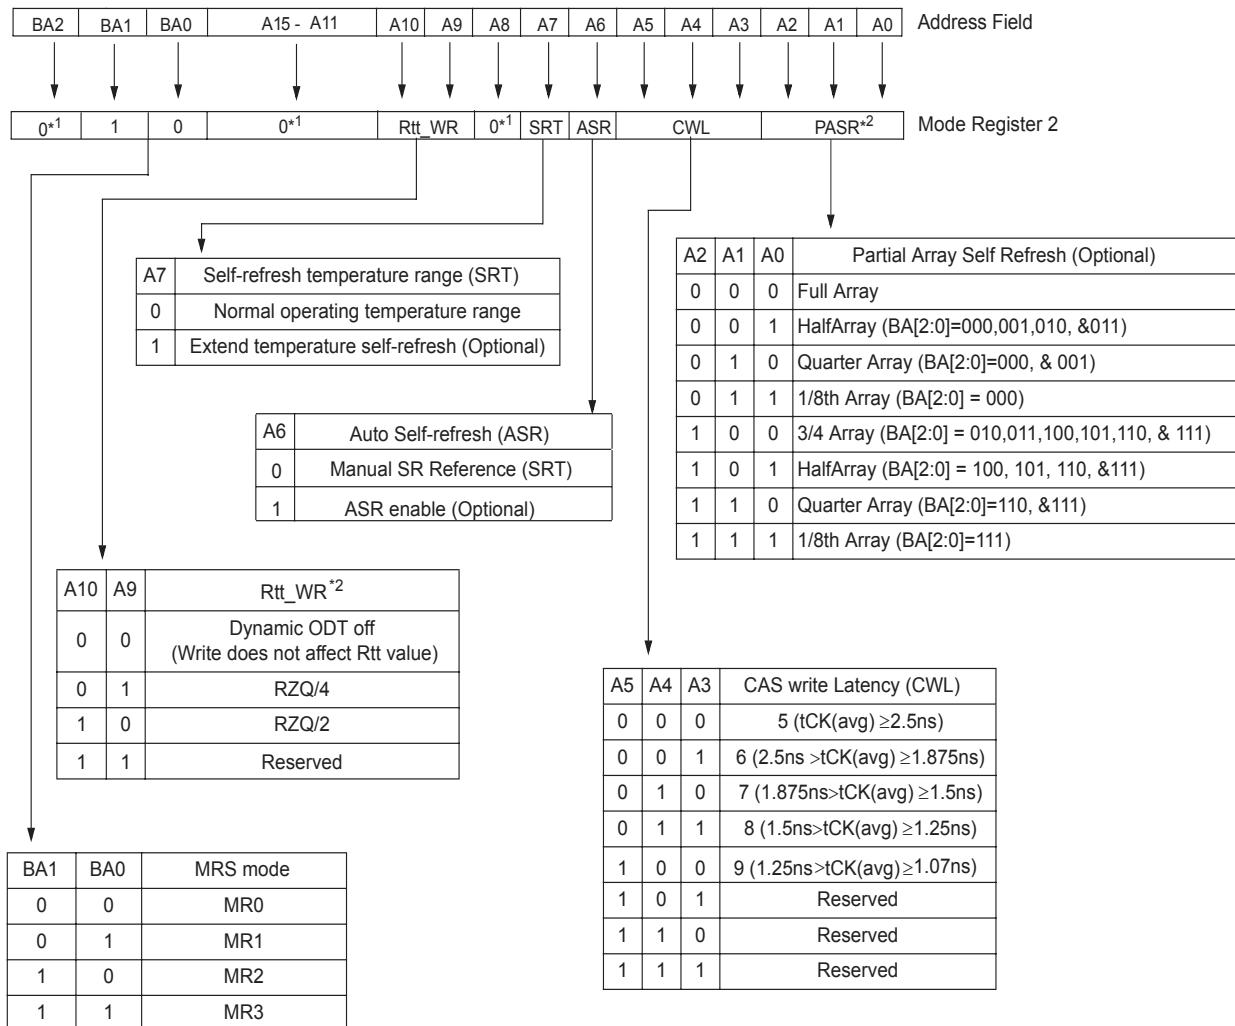 BA2 BA1 BA0 A15 - A11 A10 A9 A8 A7 A6 A5 A4 A3 A2 A1 A0 Address Field
0*1 1 0 0*1 Rtt_WR 0*1 SRT ASR CWL PASR*2 Mode Register 2
A7 Self-refresh temperature range (SRT)
0 Normal operating temperature range
1 Extend temperature self-refresh (Optional)
A2 A1 A0 Partial Array Self Refresh (Optional)
0 0 0 Full Array
0 0 1 HalfArray (BA[2:0]=000,001,010, &011)
0 1 0 Quarter Array (BA[2:0]=000, & 001)
0 1 1 1/8th Array (BA[2:0] = 000)
1 0 0 3/4 Array (BA[2:0] = 010,011,100,101,110, & 111)
1 0 1 HalfArray (BA[2:0] = 100, 101, 110, &111)
1 1 0 Quarter Array (BA[2:0]=110, &111)
1 1 1 1/8th Array (BA[2:0]=111)
A6 Auto Self-refresh (ASR)
0 Manual SR Reference (SRT)
1 ASR enable (Optional)
A10 A9 Rtt_WR*2
0 0 Dynamic ODT off
(Write does not affect Rtt value)
0 1 RZQ/4
1 0 RZQ/2
1 1 Reserved
A5 A4 A3 CAS write Latency (CWL)
0 0 0 5 (tCK(avg) ≥2.5ns)
0 0 1 6 (2.5ns >tCK(avg) ≥1.875ns)
0 1 0 7 (1.875ns>tCK(avg) ≥1.5ns)
0 1 1 8 (1.5ns>tCK(avg) ≥1.25ns)
1 0 0 9 (1.25ns>tCK(avg) ≥1.07ns)
1 0 1 Reserved
1 1 0 Reserved
1 1 1 Reserved
BA1 BA0 MRS mode
0 0 MR0
0 1 MR1
1 0 MR2
1 1 MR3